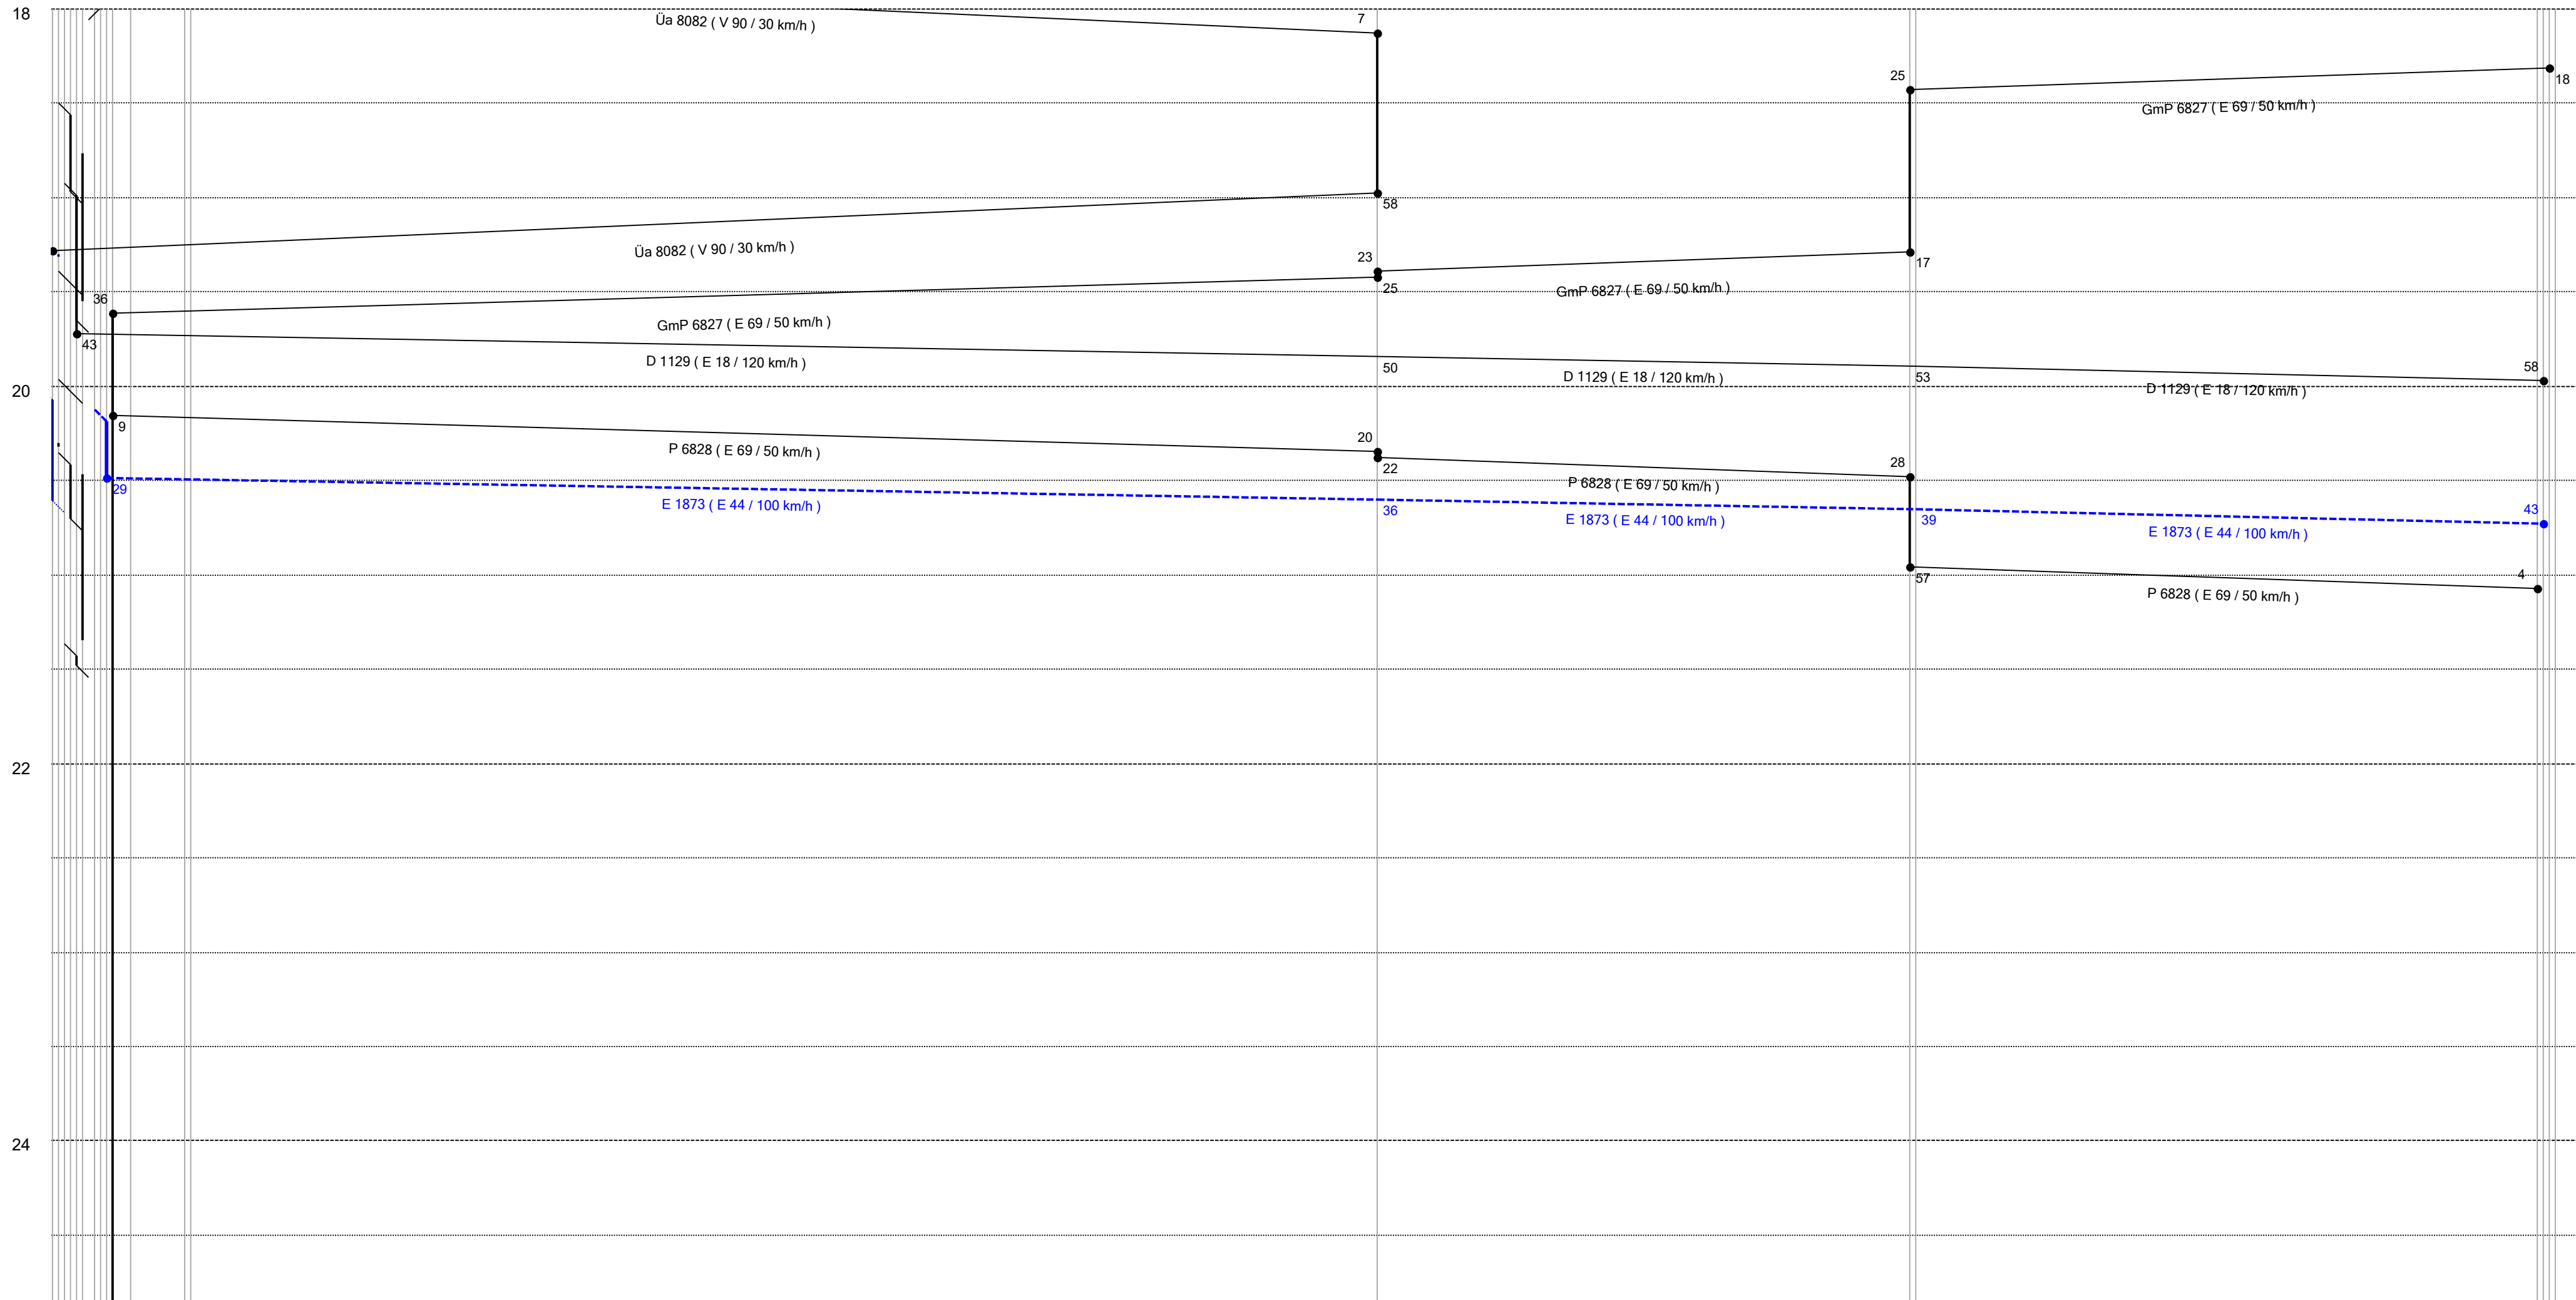 18
Üa 8082 ( V 90 / 30 km/h )
7
25
18
GmP 6827 ( E 69 / 50 km/h )
58
Üa 8082 ( V 90 / 30 km/h )
23
17
25
GmP 6827 ( E 69 / 50 km/h )
36
GmP 6827 ( E 69 / 50 km/h )
43
D 1129 ( E 18 / 120 km/h )
50
D 1129 ( E 18 / 120 km/h )
53
58
D 1129 ( E 18 / 120 km/h )
20
9
P 6828 ( E 69 / 50 km/h )
20
22
28
P 6828 ( E 69 / 50 km/h )
29
E 1873 ( E 44 / 100 km/h )
36
E 1873 ( E 44 / 100 km/h )
39
43
E 1873 ( E 44 / 100 km/h )
57
4
P 6828 ( E 69 / 50 km/h )
22
24